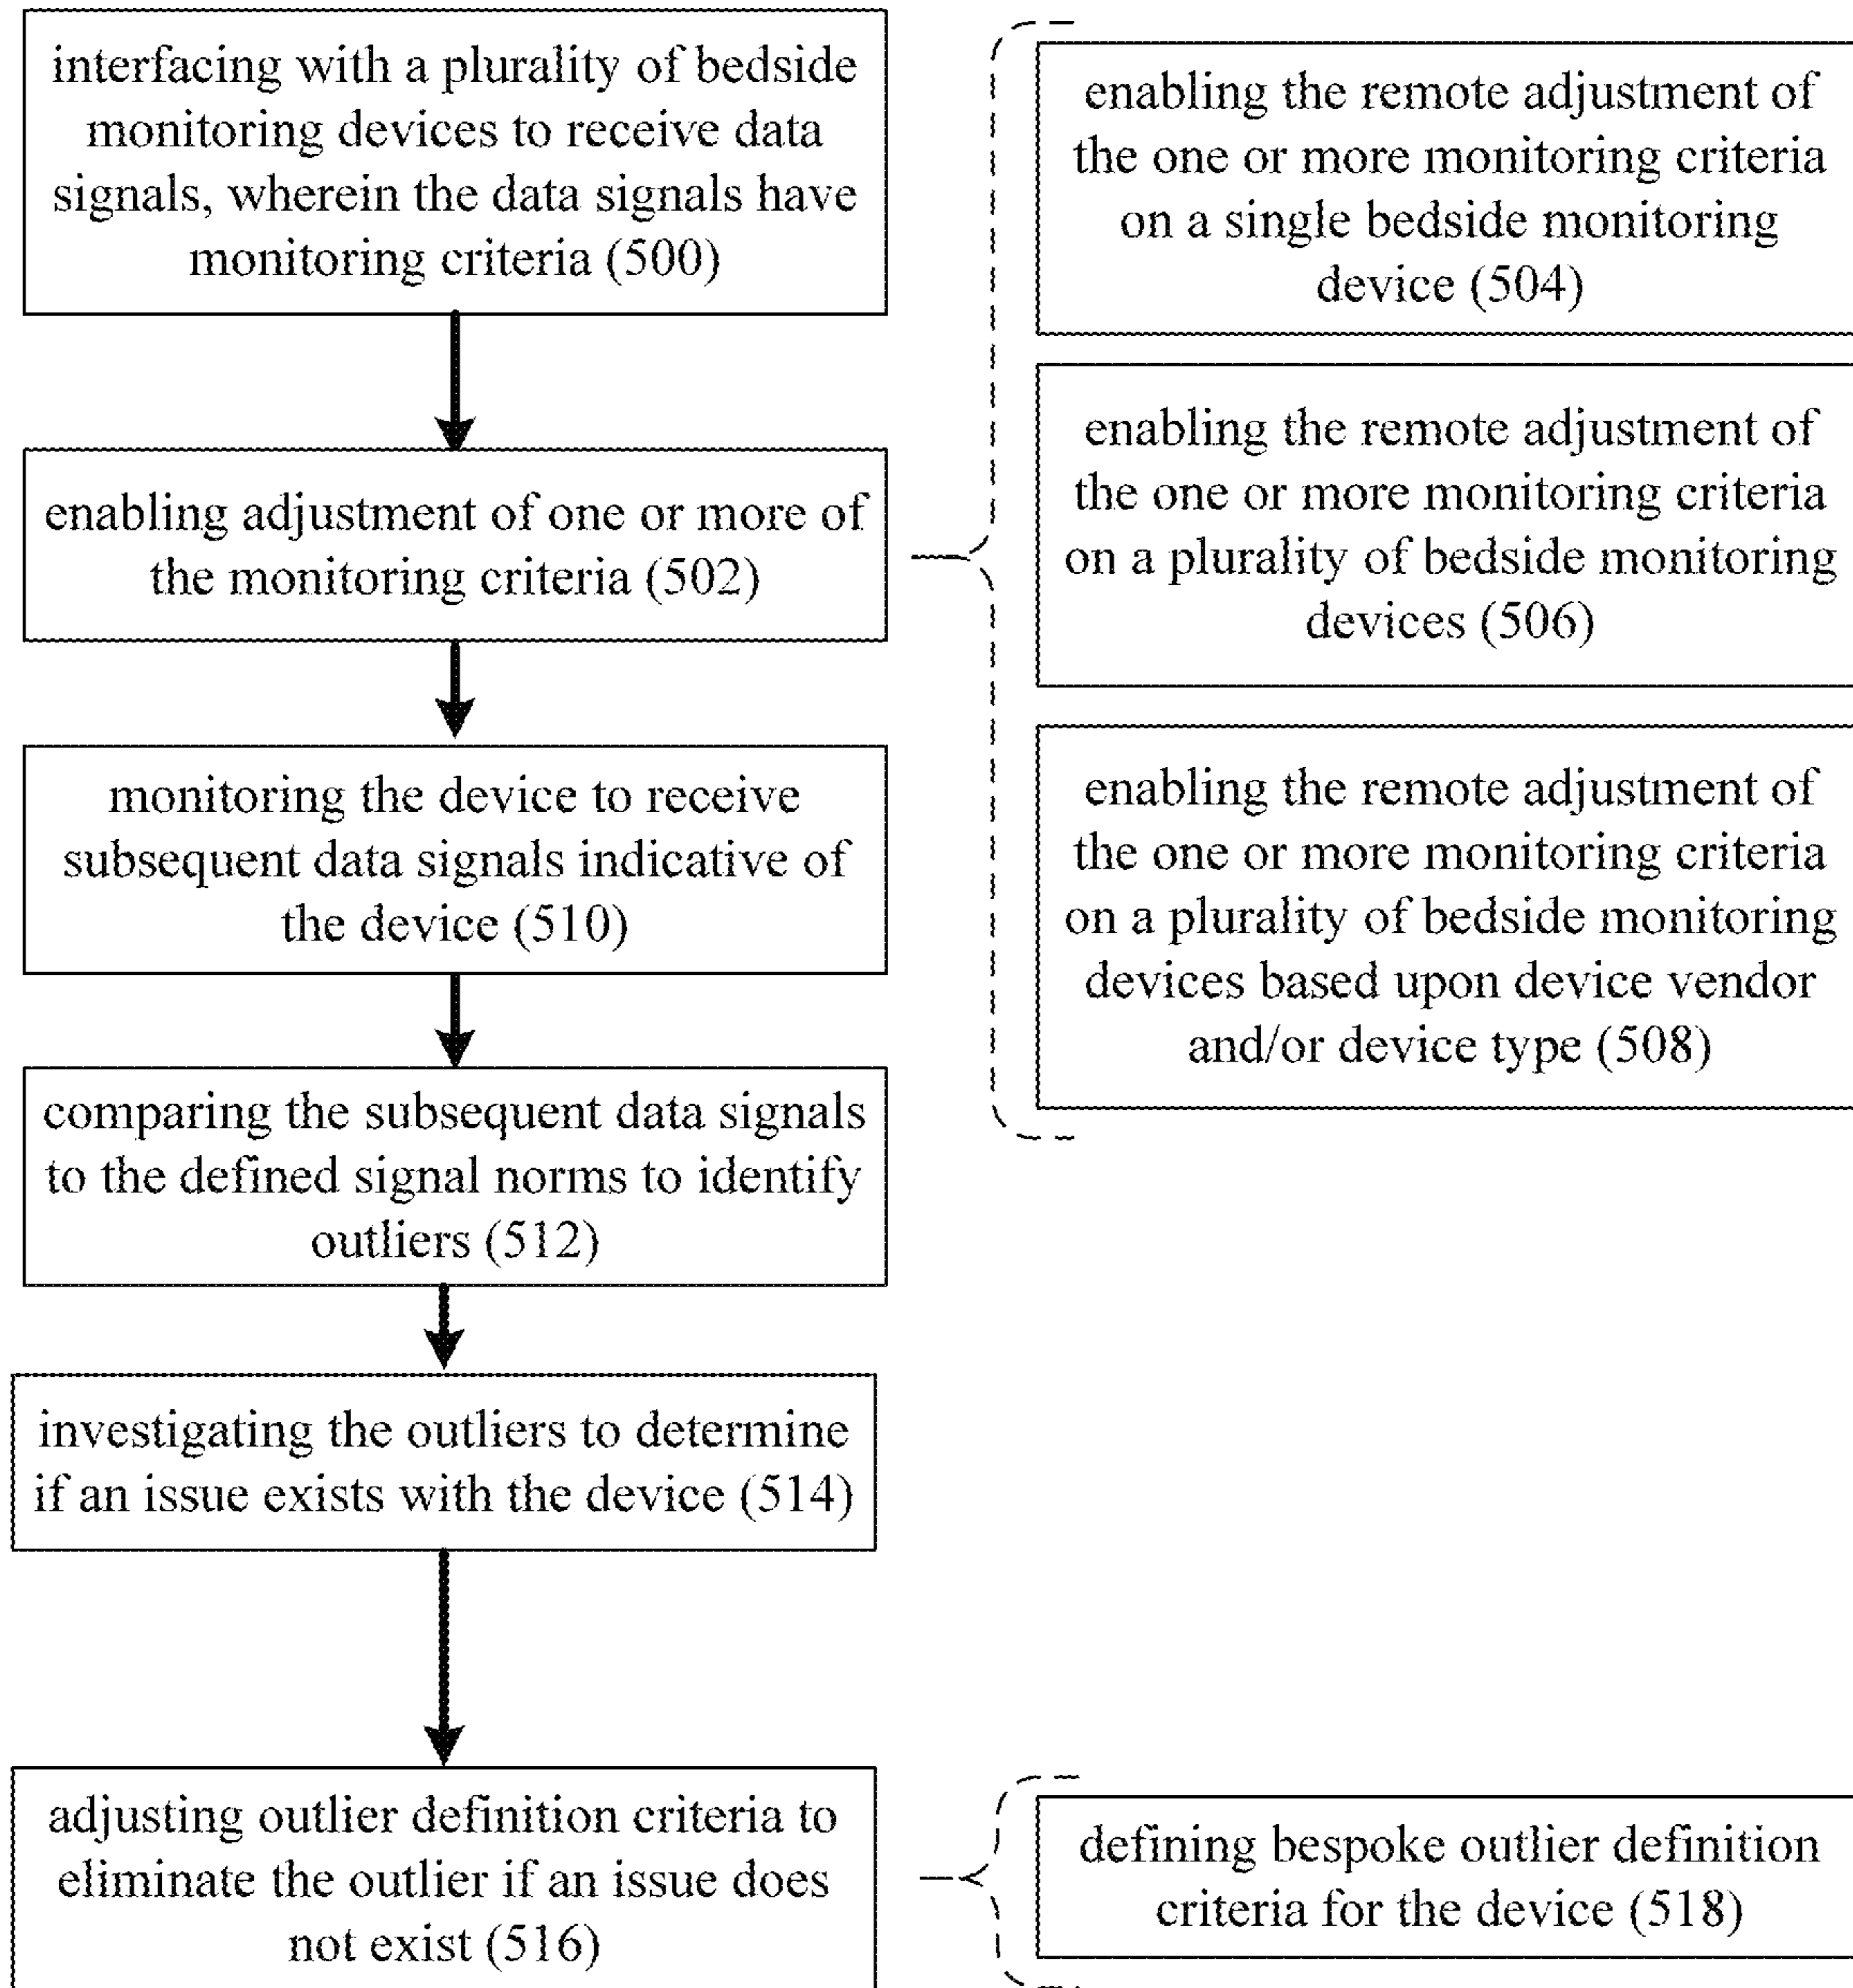 interfacing with a plurality of bedside
monitoring devices to receive data
signals, wherein the data signals have
monitoring criteria (500)
enabling adjustment of one or more of
the monitoring criteria (502)
enabling the remote adjustment of
the one or more monitoring criteria
on a single bedside monitoring
device (504)
enabling the remote adjustment of
the one or more monitoring criteria
on a plurality of bedside monitoring
devices (506)
enabling the remote adjustment of
the one or more monitoring criteria
on a plurality of bedside monitoring
devices based upon device vendor
and/or device type (508)
monitoring the device to receive
subsequent data signals indicative of
the device (510)
comparing the subsequent data signals
to the defined signal norms to identify
outliers (512)
investigating the outliers to determine
if an issue exists with the device (514)
adjusting outlier definition criteria to
eliminate the outlier if an issue does
not exist (516)
defining bespoke outlier definition
criteria for the device (518)